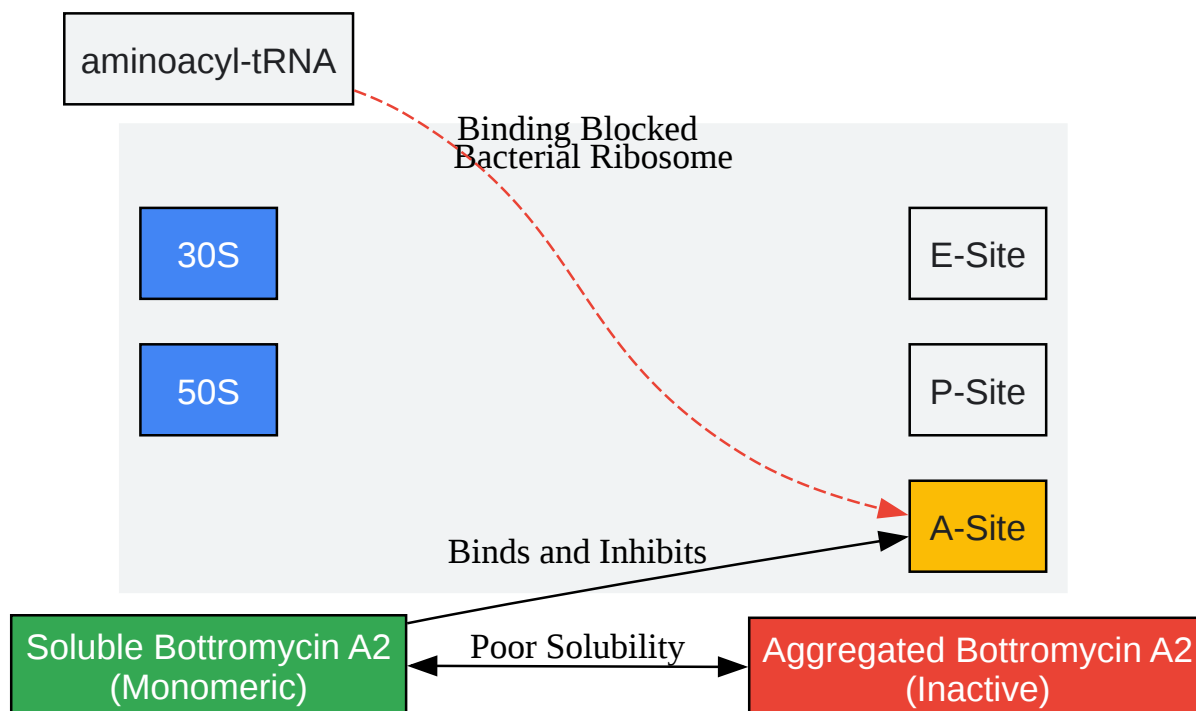 aminoacyl-tRNA
Binding Blocked
Bacterial Ribosome
30S
E-Site
50S
P-Site
A-Site
Binds and Inhibits
Soluble Bottromycin A2
(Monomeric)
Poor Solubility
Aggregated Bottromycin A2
(Inactive)